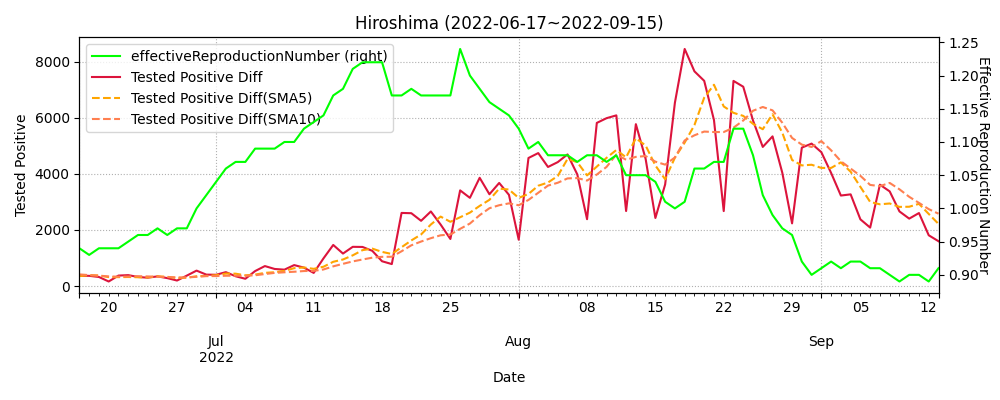 Hiroshima (2022-06-17~2022-09-15)
effectiveReproductionNumber (right)
Tested Positive Diff
Tested Positive Diff(SMA5)
Tested Positive Diff(SMA10)
Tested Positive
8000
6000
4000
2000
0
1.25
1.20
1.15
1.10
1.05
1.00
0.95
0.90
Effective Reproduction Number
20 27 04 11 18 25 08 15 22 29 05 12
Jul Aug Sep
2022
Date